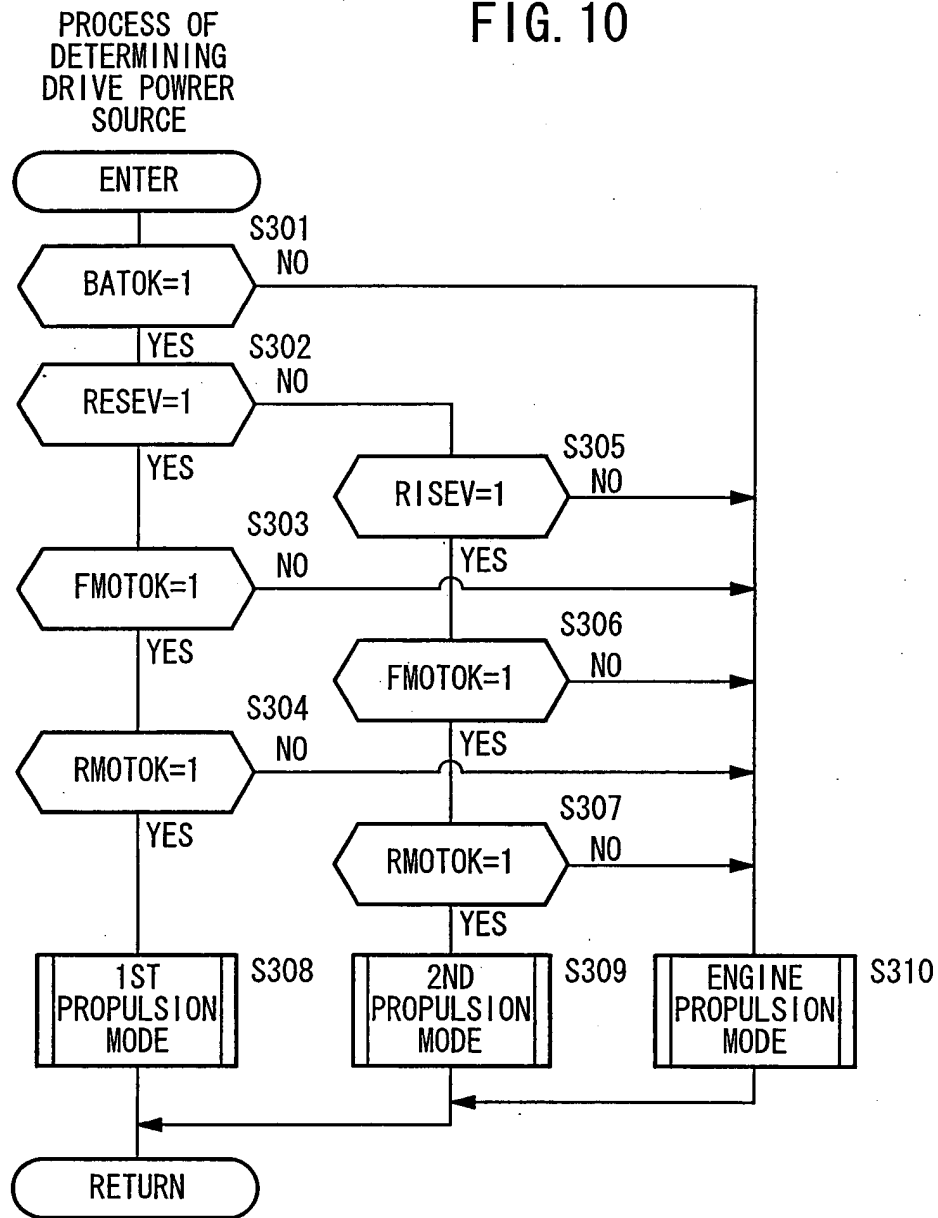 FIG. 10
PROCESS OF
DETERMINING
DRIVE POWRER
SOURCE
ENTER
S301
BATOK=1
NO
YES
S302
RESEV=1
NO
YES
S305
RISEV=1
NO
YES
S303
FMOTOK=1
NO
YES
S306
FMOTOK=1
NO
YES
S304
RMOTOK=1
NO
YES
S307
RMOTOK=1
NO
YES
1ST
PROPULSION
MODE
S308
2ND
PROPULSION
MODE
S309
ENGINE
PROPULSION
MODE
S310
RETURN